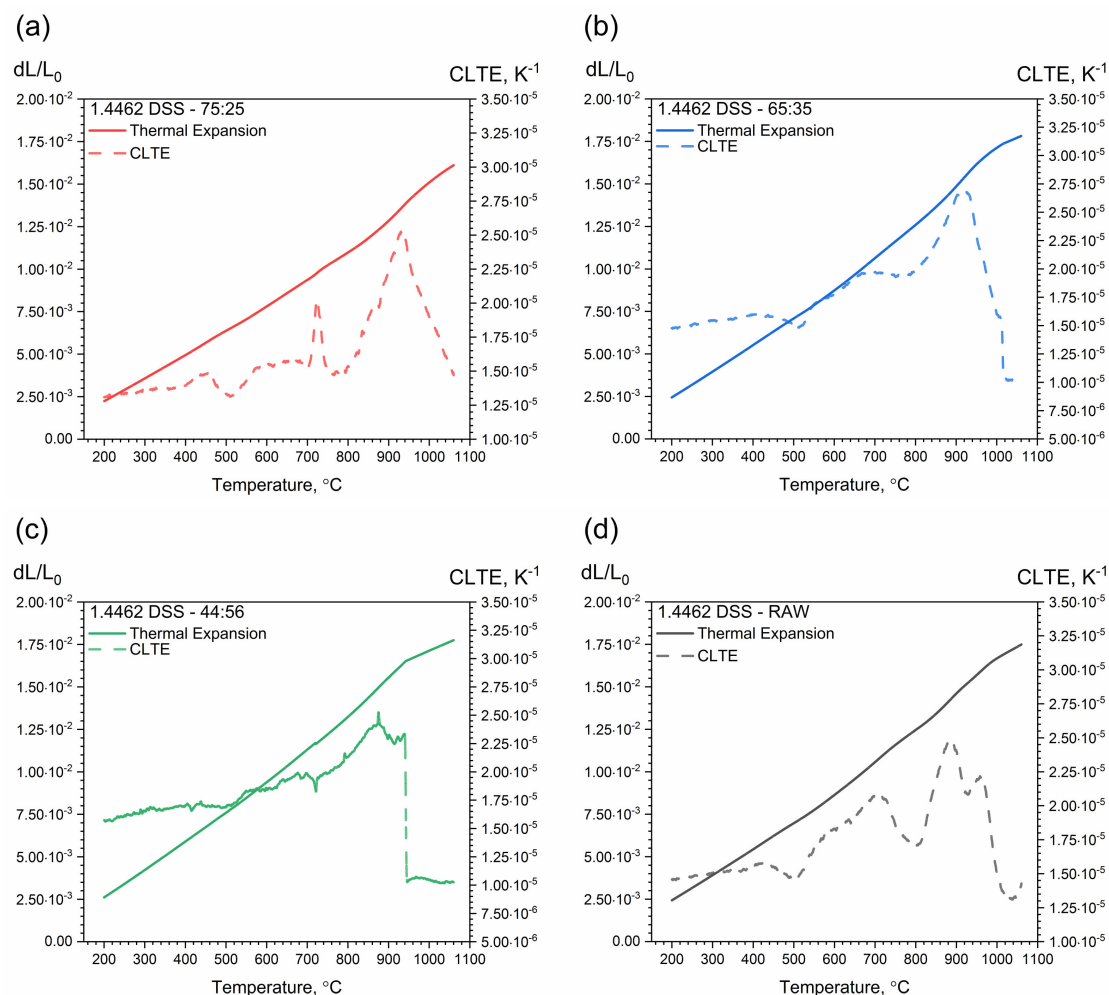 (a)
dL/L0
CLTE, K-1
1.4462 DSS - 75:25
Thermal Expansion
CLTE
2.00·10-2
1.75·10-2
1.50·10-2
1.25·10-2
1.00·10-2
7.50·10-3
5.00·10-3
2.50·10-3
0.00
3.50·10-5
3.25·10-5
3.00·10-5
2.75·10-5
2.50·10-5
2.25·10-5
2.00·10-5
1.75·10-5
1.50·10-5
1.25·10-5
1.00·10-5
200 300 400 500 600 700 800 900 1000 1100
Temperature, °C
(b)
dL/L0
CLTE, K-1
1.4462 DSS - 65:35
Thermal Expansion
CLTE
2.00·10-2
1.75·10-2
1.50·10-2
1.25·10-2
1.00·10-2
7.50·10-3
5.00·10-3
2.50·10-3
0.00
3.50·10-5
3.25·10-5
3.00·10-5
2.75·10-5
2.50·10-5
2.25·10-5
2.00·10-5
1.75·10-5
1.50·10-5
1.25·10-5
1.00·10-5
7.50·10-6
5.00·10-6
200 300 400 500 600 700 800 900 1000 1100
Temperature, °C
(c)
dL/L0
CLTE, K-1
1.4462 DSS - 44:56
Thermal Expansion
CLTE
2.00·10-2
1.75·10-2
1.50·10-2
1.25·10-2
1.00·10-2
7.50·10-3
5.00·10-3
2.50·10-3
0.00
3.50·10-5
3.25·10-5
3.00·10-5
2.75·10-5
2.50·10-5
2.25·10-5
2.00·10-5
1.75·10-5
1.50·10-5
1.25·10-5
1.00·10-5
7.50·10-6
5.00·10-6
200 300 400 500 600 700 800 900 1000 1100
Temperature, °C
(d)
dL/L0
CLTE, K-1
1.4462 DSS - RAW
Thermal Expansion
CLTE
2.00·10-2
1.75·10-2
1.50·10-2
1.25·10-2
1.00·10-2
7.50·10-3
5.00·10-3
2.50·10-3
0.00
3.50·10-5
3.25·10-5
3.00·10-5
2.75·10-5
2.50·10-5
2.25·10-5
2.00·10-5
1.75·10-5
1.50·10-5
1.25·10-5
1.00·10-5
200 300 400 500 600 700 800 900 1000 1100
Temperature, °C